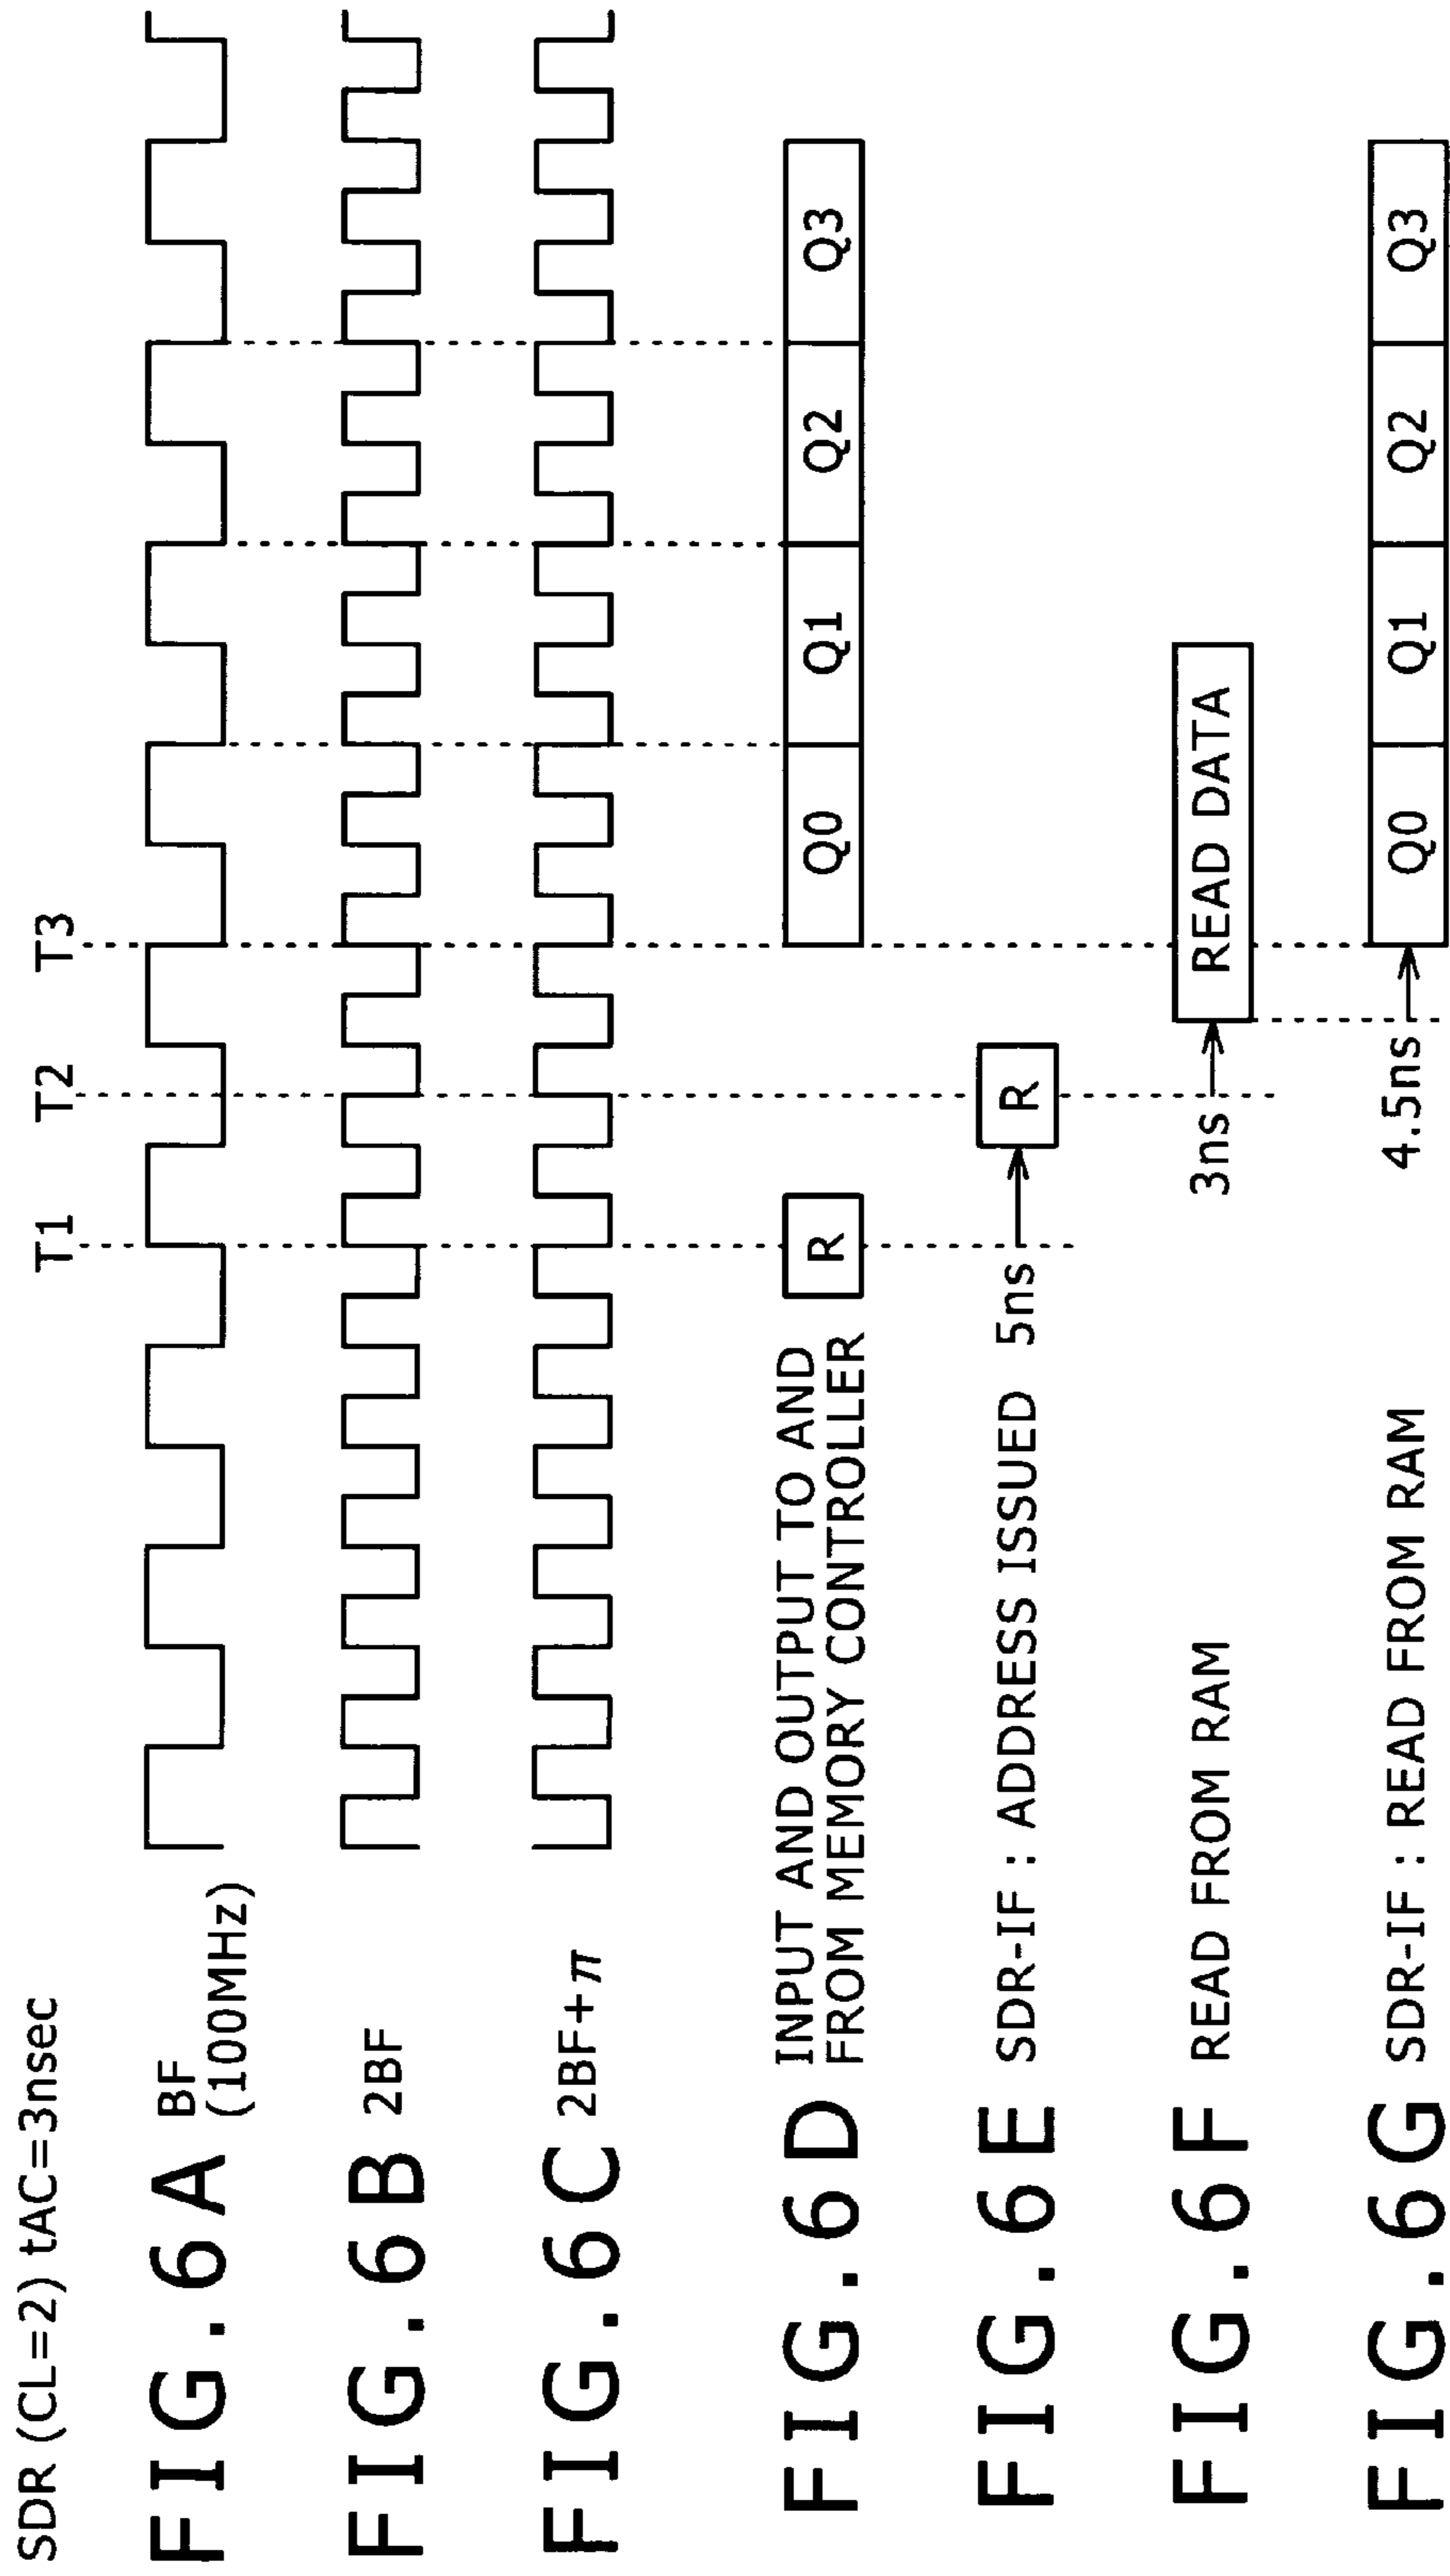 SDR (CL=2) tAC=3nsec
T1
T2
T3
FIG. 6A BF
(100MHz)
FIG. 6B 2BF
FIG. 6C 2BF+π
FIG. 6D INPUT AND OUTPUT TO AND
FROM MEMORY CONTROLLER
R
Q0
Q1
Q2
Q3
FIG. 6E SDR-IF : ADDRESS ISSUED
5ns
R
FIG. 6F READ FROM RAM
3ns
READ DATA
FIG. 6G SDR-IF : READ FROM RAM
4.5ns
Q0
Q1
Q2
Q3